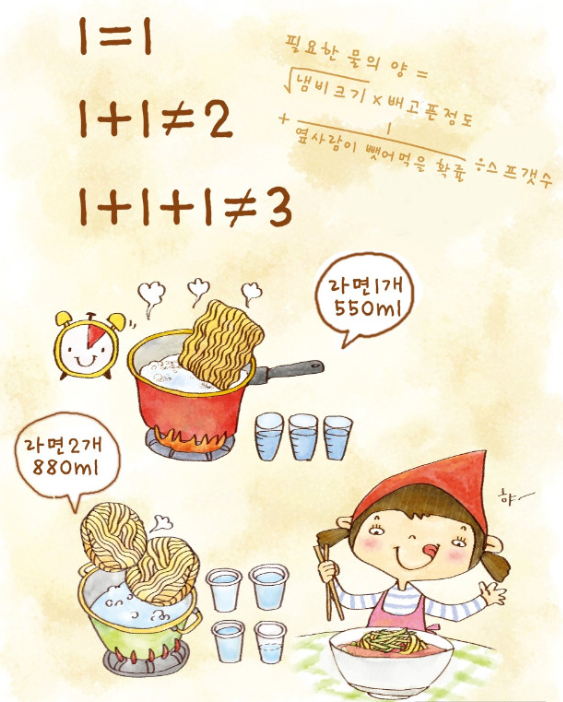 1=1
필요한 물의 양 =
√냄비크기 x 배고픈정도
1+1≠2
+ 1
옆사람이 뺏어먹을 확률 ÷스프갯수
1+1+1≠3
라면1개
550ml
라면2개
880ml
햐~